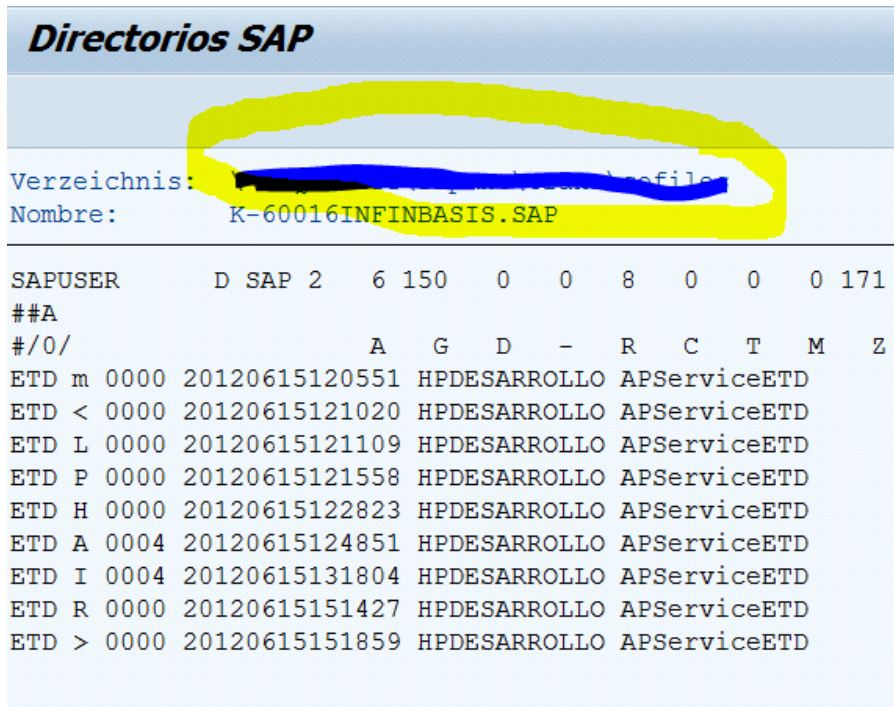 Directorios SAP
Verzeichnis:
Nombre: K-60016INFINBASIS.SAP
SAPUSER D SAP 2 6 150 0 0 8 0 0 0 171
##A
#/0/ A G D - R C T M Z
ETD m 0000 20120615120551 HPDESARROLLO APServiceETD
ETD < 0000 20120615121020 HPDESARROLLO APServiceETD
ETD L 0000 20120615121109 HPDESARROLLO APServiceETD
ETD P 0000 20120615121558 HPDESARROLLO APServiceETD
ETD H 0000 20120615122823 HPDESARROLLO APServiceETD
ETD A 0004 20120615124851 HPDESARROLLO APServiceETD
ETD I 0004 20120615131804 HPDESARROLLO APServiceETD
ETD R 0000 20120615151427 HPDESARROLLO APServiceETD
ETD > 0000 20120615151859 HPDESARROLLO APServiceETD